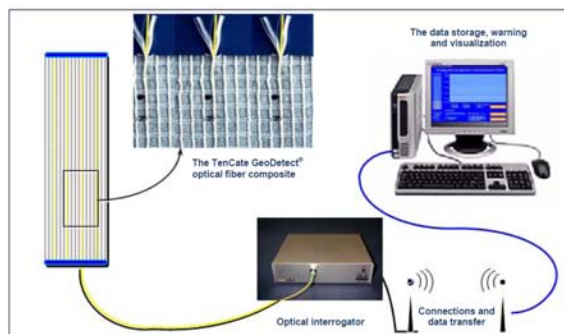 The data storage, warning
and visualization
The TenCate GeoDetect®
optical fiber composite
Optical interrogator
Connections and
data transfer